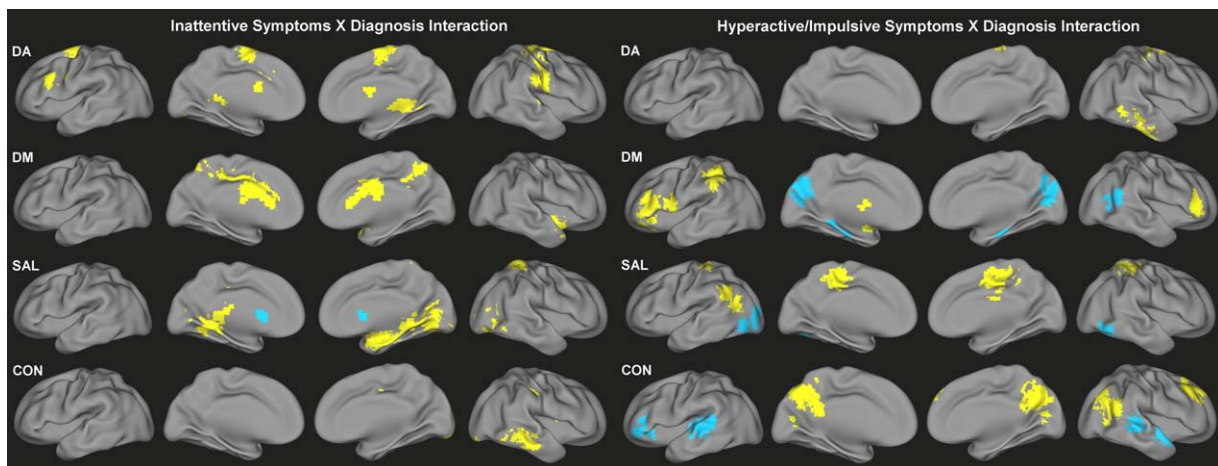 Inattentive Symptoms X Diagnosis Interaction
Hyperactive/Impulsive Symptoms X Diagnosis Interaction
DA
DA
DM
DM
SAL
SAL
CON
CON